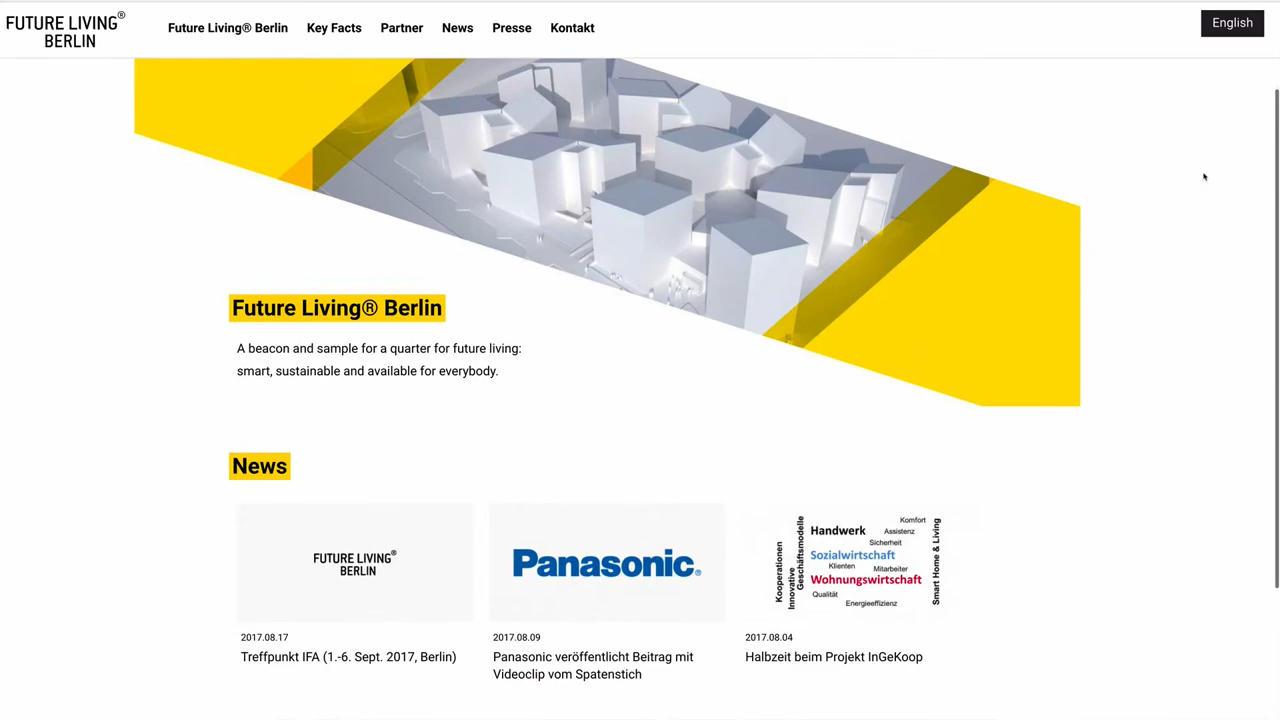 FUTURE LIVING®
BERLIN
Future Living® Berlin
Key Facts
Partner
News
Presse
Kontakt
English
Future Living® Berlin
A beacon and sample for a quarter for future living:
smart, sustainable and available for everybody.
News
FUTURE LIVING®
BERLIN
2017.08.17
Treffpunkt IFA (1.-6. Sept. 2017, Berlin)
Panasonic®
2017.08.09
Panasonic veröffentlicht Beitrag mit
Videoclip vom Spatenstich
Kooperationen
Innovative
Geschäftsmodelle
Handwerk
Komfort
Assistenz
Sicherheit
Sozialwirtschaft
Klienten
Mitarbeiter
Wohnungswirtschaft
Qualität
Energieeffizienz
Smart Home & Living
2017.08.04
Halbzeit beim Projekt InGeKoop